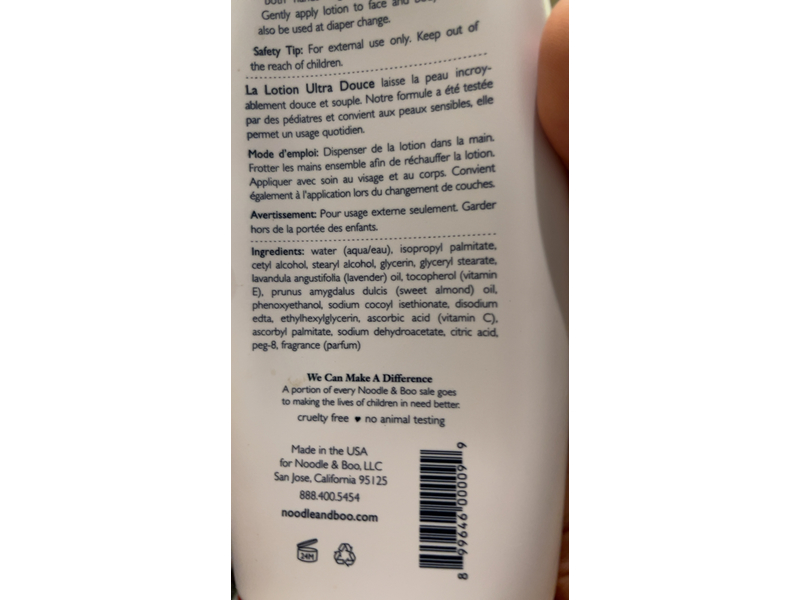 Gently apply lotion to face and
also be used at diaper change.
Safety Tip: For external use only. Keep out of
the reach of children.
La Lotion Ultra Douce laisse la peau incroy-
ablement douce et souple. Notre formule a été testée
par des pédiatres et convient aux peaux sensibles, elle
permet un usage quotidien.
Mode d'emploi: Dispenser de la lotion dans la main.
Frotter les mains ensemble afin de réchauffer la lotion.
Appliquer avec soin au visage et au corps. Convient
également à l'application lors du changement de couches.
Avertissement: Pour usage externe seulement. Garder
hors de la portée des enfants.
Ingredients: water (aqua/eau), isopropyl palmitate,
cetyl alcohol, stearyl alcohol, glycerin, glyceryl stearate,
lavandula angustifolia (lavender) oil, tocopherol (vitamin
E), prunus amygdalus dulcis (sweet almond) oil,
phenoxyethanol, sodium cocoyl isethionate, disodium
edta, ethylhexylglycerin, ascorbic acid (vitamin C),
ascorbyl palmitate, sodium dehydroacetate, citric acid,
peg-8, fragrance (parfum)
We Can Make A Difference
A portion of every Noodle & Boo sale goes
to making the lives of children in need better.
cruelty free ♥ no animal testing
Made in the USA
for Noodle & Boo, LLC
San Jose, California 95125
888.400.5454
noodleandboo.com
24M
8 99646 00009 9